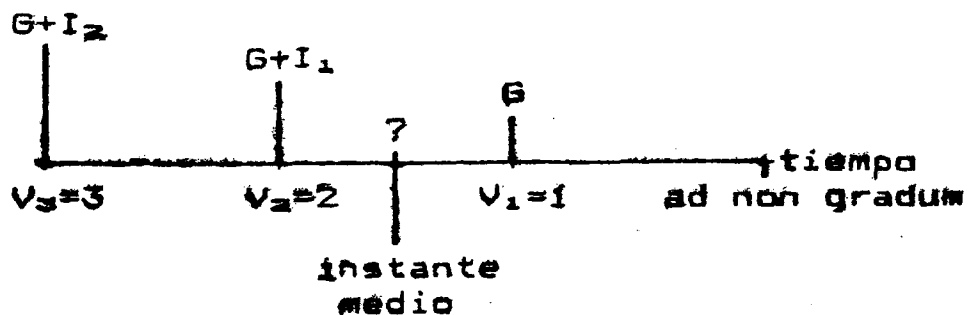 G+I₂
G+I₁
G
?
tiempo
V₃=3 V₂=2 V₁=1 ad non gradum
instante
medio